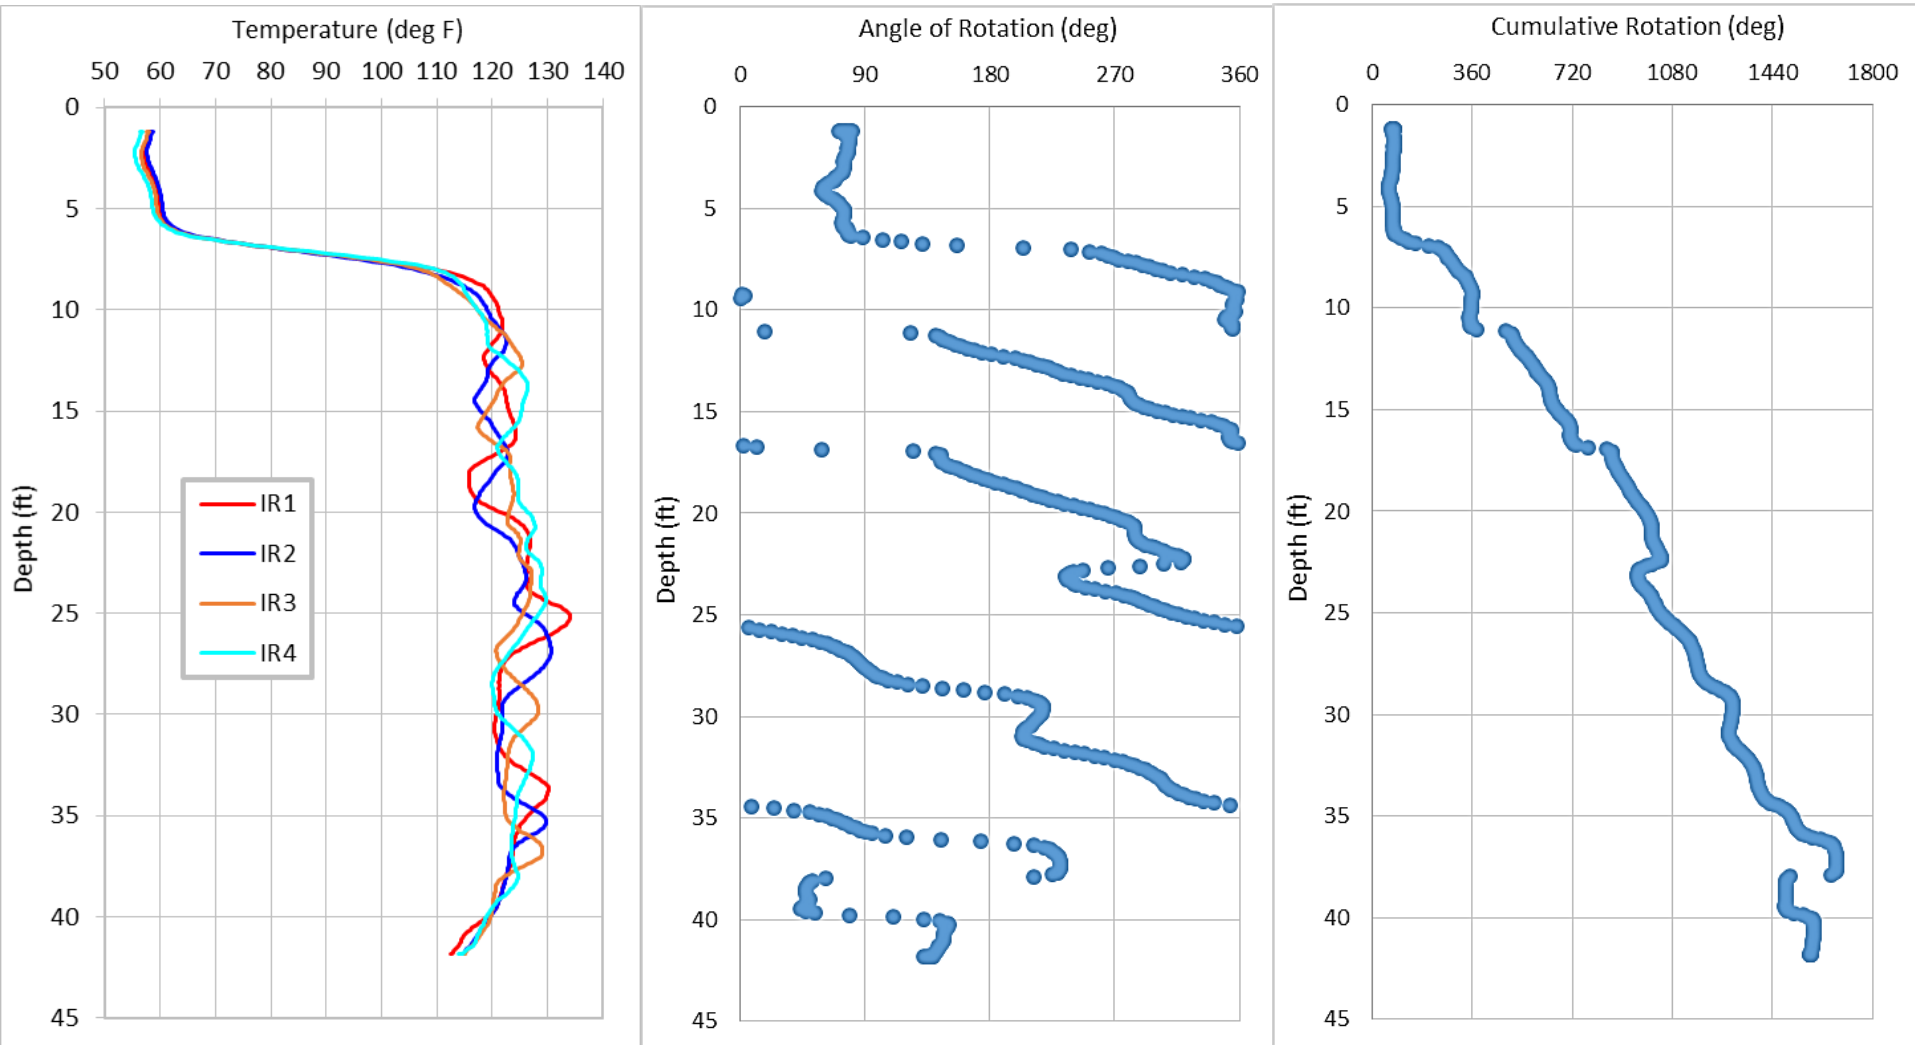 Temperature (deg F)
50 60 70 80 90 100 110 120 130 140
0
5
10
15
20
25
30
35
40
45
Depth (ft)
IR1
IR2
IR3
IR4
Angle of Rotation (deg)
0 90 180 270 360
0
5
10
15
20
25
30
35
40
45
Depth (ft)
Cumulative Rotation (deg)
0 360 720 1080 1440 1800
0
5
10
15
20
25
30
35
40
45
Depth (ft)